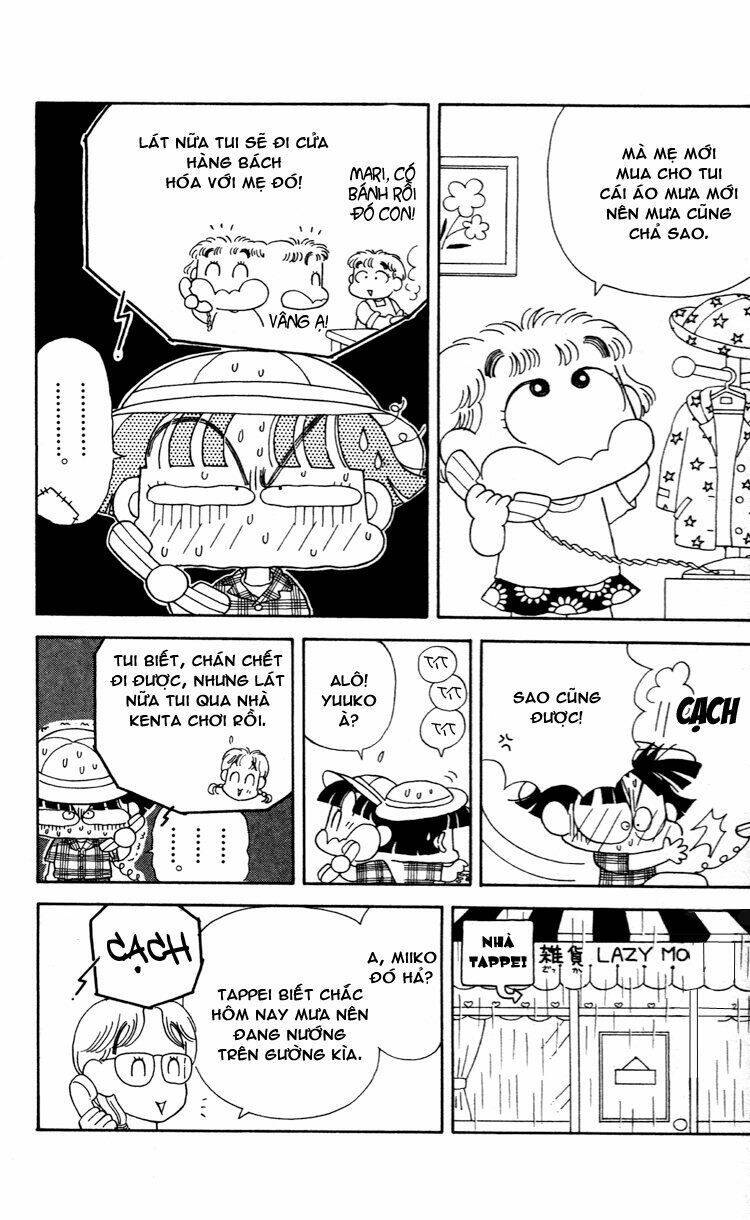 MÀ MẸ MỚI
MUA CHO TUI
CÁI ÁO MƯA MỚI
NÊN MƯA CŨNG
CHẢ SAO.
LÁT NỮA TUI SẼ ĐI CỬA
HÀNG BÁCH
HÓA VỚI MẸ ĐÓ!
MARI, CÓ
BÁNH RỒI
ĐÓ CON!
VÂNG Ạ!
CẠCH
SAO CŨNG
ĐƯỢC!
ALÔ!
YUUKO
À?
TUI BIẾT, CHÁN CHẾT
ĐI ĐƯỢC, NHƯNG LÁT
NỮA TUI QUA NHÀ
KENTA CHƠI RỒI.
NHÀ
TAPPEI
雑貨 LAZY MO
ざっ か
A, MIIKO
ĐÓ HẢ?
TAPPEI BIẾT CHẮC
HÔM NAY MƯA NÊN
ĐANG NƯỚNG
TRÊN GƯỜNG KÌA.
CẠCH